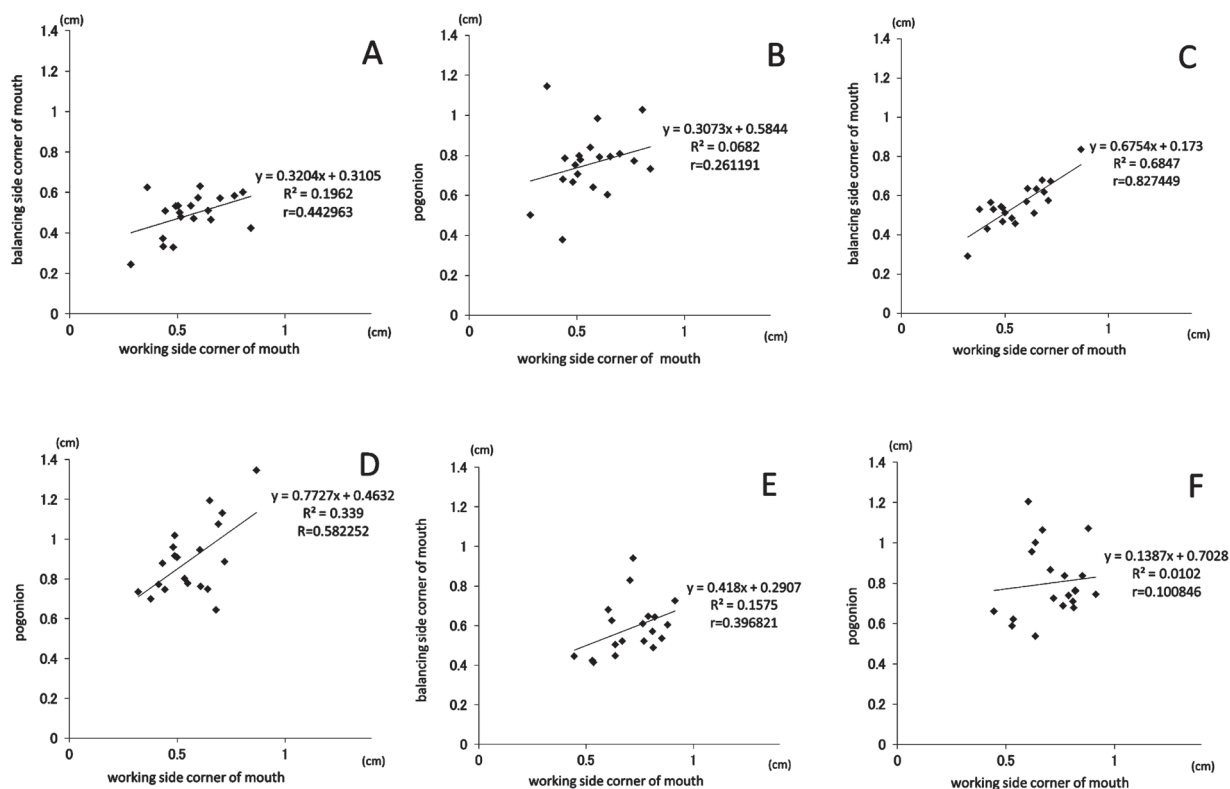 (cm)
1.4
1.2
1
0.8
0.6
0.4
0.2
0
0
0.5
1
(cm)
balancing side corner of mouth
working side corner of mouth
A
y = 0.3204x + 0.3105
R² = 0.1962
r=0.442963
(cm)
1.4
1.2
1
0.8
0.6
0.4
0.2
0
0
0.5
1
(cm)
pogonion
working side corner of mouth
B
y = 0.3073x + 0.5844
R² = 0.0682
r=0.261191
(cm)
1.4
1.2
1
0.8
0.6
0.4
0.2
0
0
0.5
1
(cm)
balancing side corner of mouth
working side corner of mouth
C
y = 0.6754x + 0.173
R² = 0.6847
r=0.827449
(cm)
1.4
1.2
1
0.8
0.6
0.4
0.2
0
0
0.5
1
(cm)
pogonion
working side corner of mouth
D
y = 0.7727x + 0.4632
R² = 0.339
R=0.582252
(cm)
1.4
1.2
1
0.8
0.6
0.4
0.2
0
0
0.5
1
(cm)
balancing side corner of mouth
working side corner of mouth
E
y = 0.418x + 0.2907
R² = 0.1575
r=0.396821
(cm)
1.4
1.2
1
0.8
0.6
0.4
0.2
0
0
0.5
1
(cm)
pogonion
working side corner of mouth
F
y = 0.1387x + 0.7028
R² = 0.0102
r=0.100846